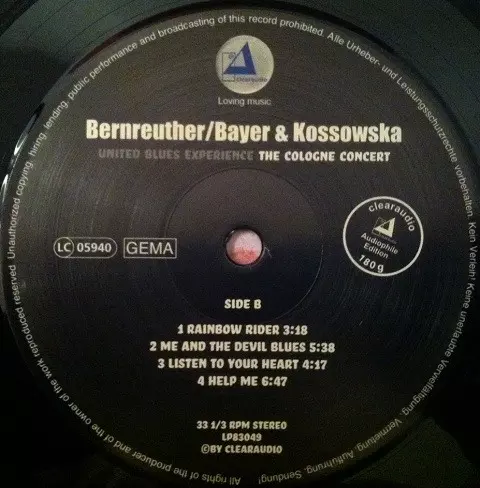 Unauthorized copying, hiring, lending, public performance and broadcasting of this record prohibited. Alle Urheber- und Leistungsschutzrechte vorbehalten. Kein Verleih! Keine unerlaubte Vervielfältigung, Vermietung, Aufführung, Sendung!
All rights of the producer and of the owner of the work reproduced reserved.
clearaudio
Loving music
Bernreuther/Bayer & Kossowska
UNITED BLUES EXPERIENCE THE COLOGNE CONCERT
LC 05940 GEMA
clearaudio
Audiophile
Edition
180g
SIDE B
1 RAINBOW RIDER 3:18
2 ME AND THE DEVIL BLUES 5:38
3 LISTEN TO YOUR HEART 4:17
4 HELP ME 6:47
33 1/3 RPM STEREO
LP83049
©BY CLEARAUDIO